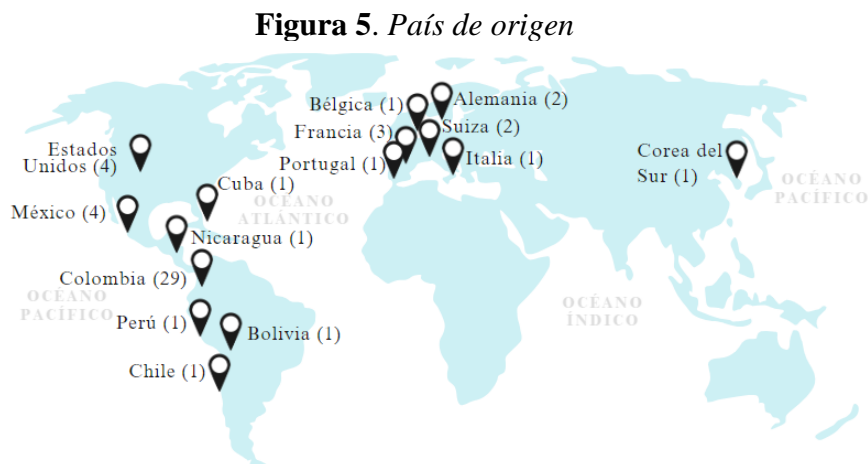 Figura 5. País de origen
Bélgica (1)
Alemania (2)
Francia (3)
Suiza (2)
Portugal (1)
Italia (1)
Estados
Unidos (4)
Corea del
Sur (1)
OCÉANO
PACÍFICO
Cuba (1)
OCÉANO
ATLÁNTICO
México (4)
Nicaragua (1)
Colombia (29)
OCÉANO
PACÍFICO
OCÉANO
ÍNDICO
Perú (1)
Bolivia (1)
Chile (1)